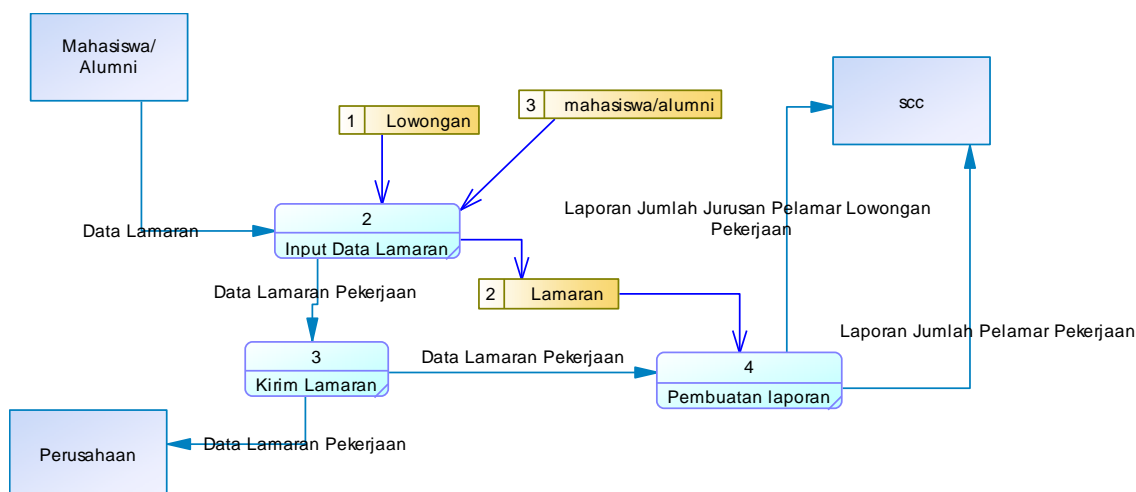 Mahasiswa/
Alumni
3 mahasiswa/alumni
scc
1 Lowongan
2
Input Data Lamaran
Data Lamaran
Laporan Jumlah Jurusan Pelamar Lowongan
Pekerjaan
Data Lamaran Pekerjaan
2 Lamaran
Laporan Jumlah Pelamar Pekerjaan
3
Kirim Lamaran
Data Lamaran Pekerjaan
4
Pembuatan laporan
Perusahaan
Data Lamaran Pekerjaan